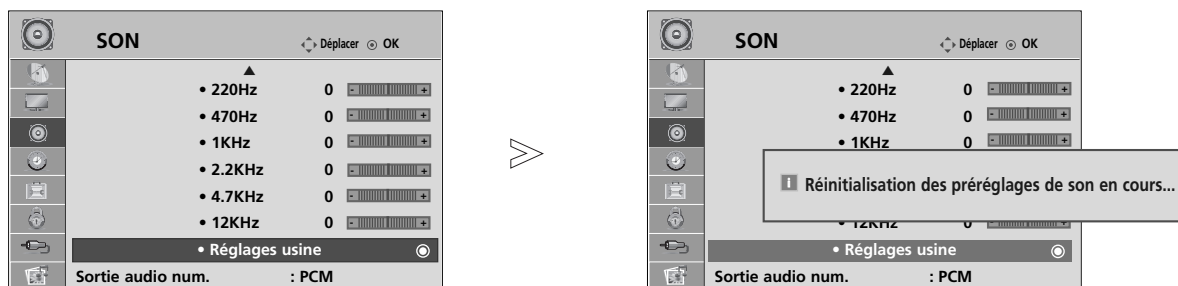 SON
Déplacer OK
• 220Hz 0 - +
• 470Hz 0 - +
• 1KHz 0 - +
• 2.2KHz 0 - +
• 4.7KHz 0 - +
• 12KHz 0 - +
• Réglages usine
Sortie audio num. : PCM
>
SON
Déplacer OK
• 220Hz 0 - +
• 470Hz 0 - +
• 1KHz 0 - +
i Réinitialisation des préréglages de son en cours...
• 12KHz 0 - +
• Réglages usine
Sortie audio num. : PCM